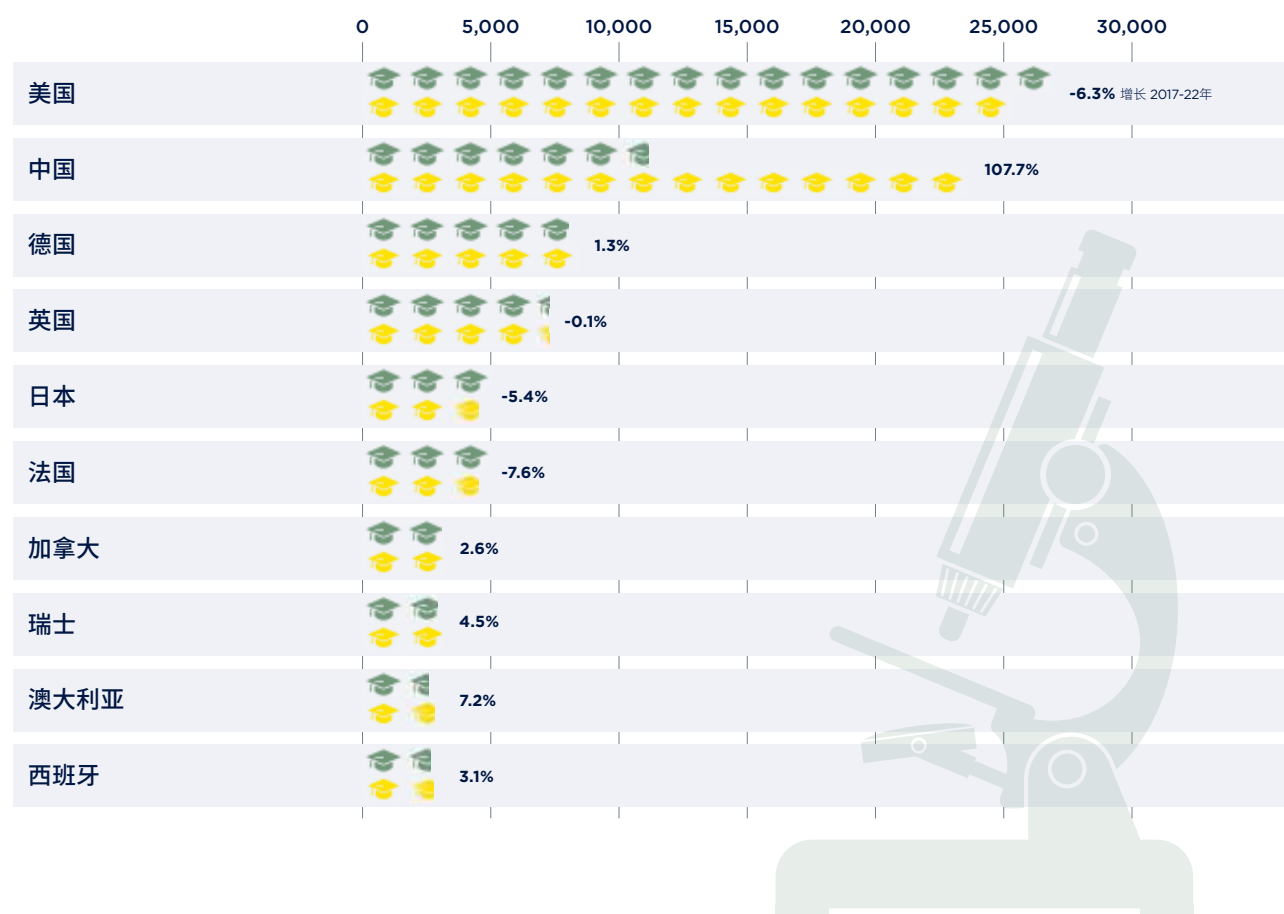 0 5,000 10,000 15,000 20,000 25,000 30,000
美国 -6.3% 增长 2017-22年
中国 107.7%
德国 1.3%
英国 -0.1%
日本 -5.4%
法国 -7.6%
加拿大 2.6%
瑞士 4.5%
澳大利亚 7.2%
西班牙 3.1%